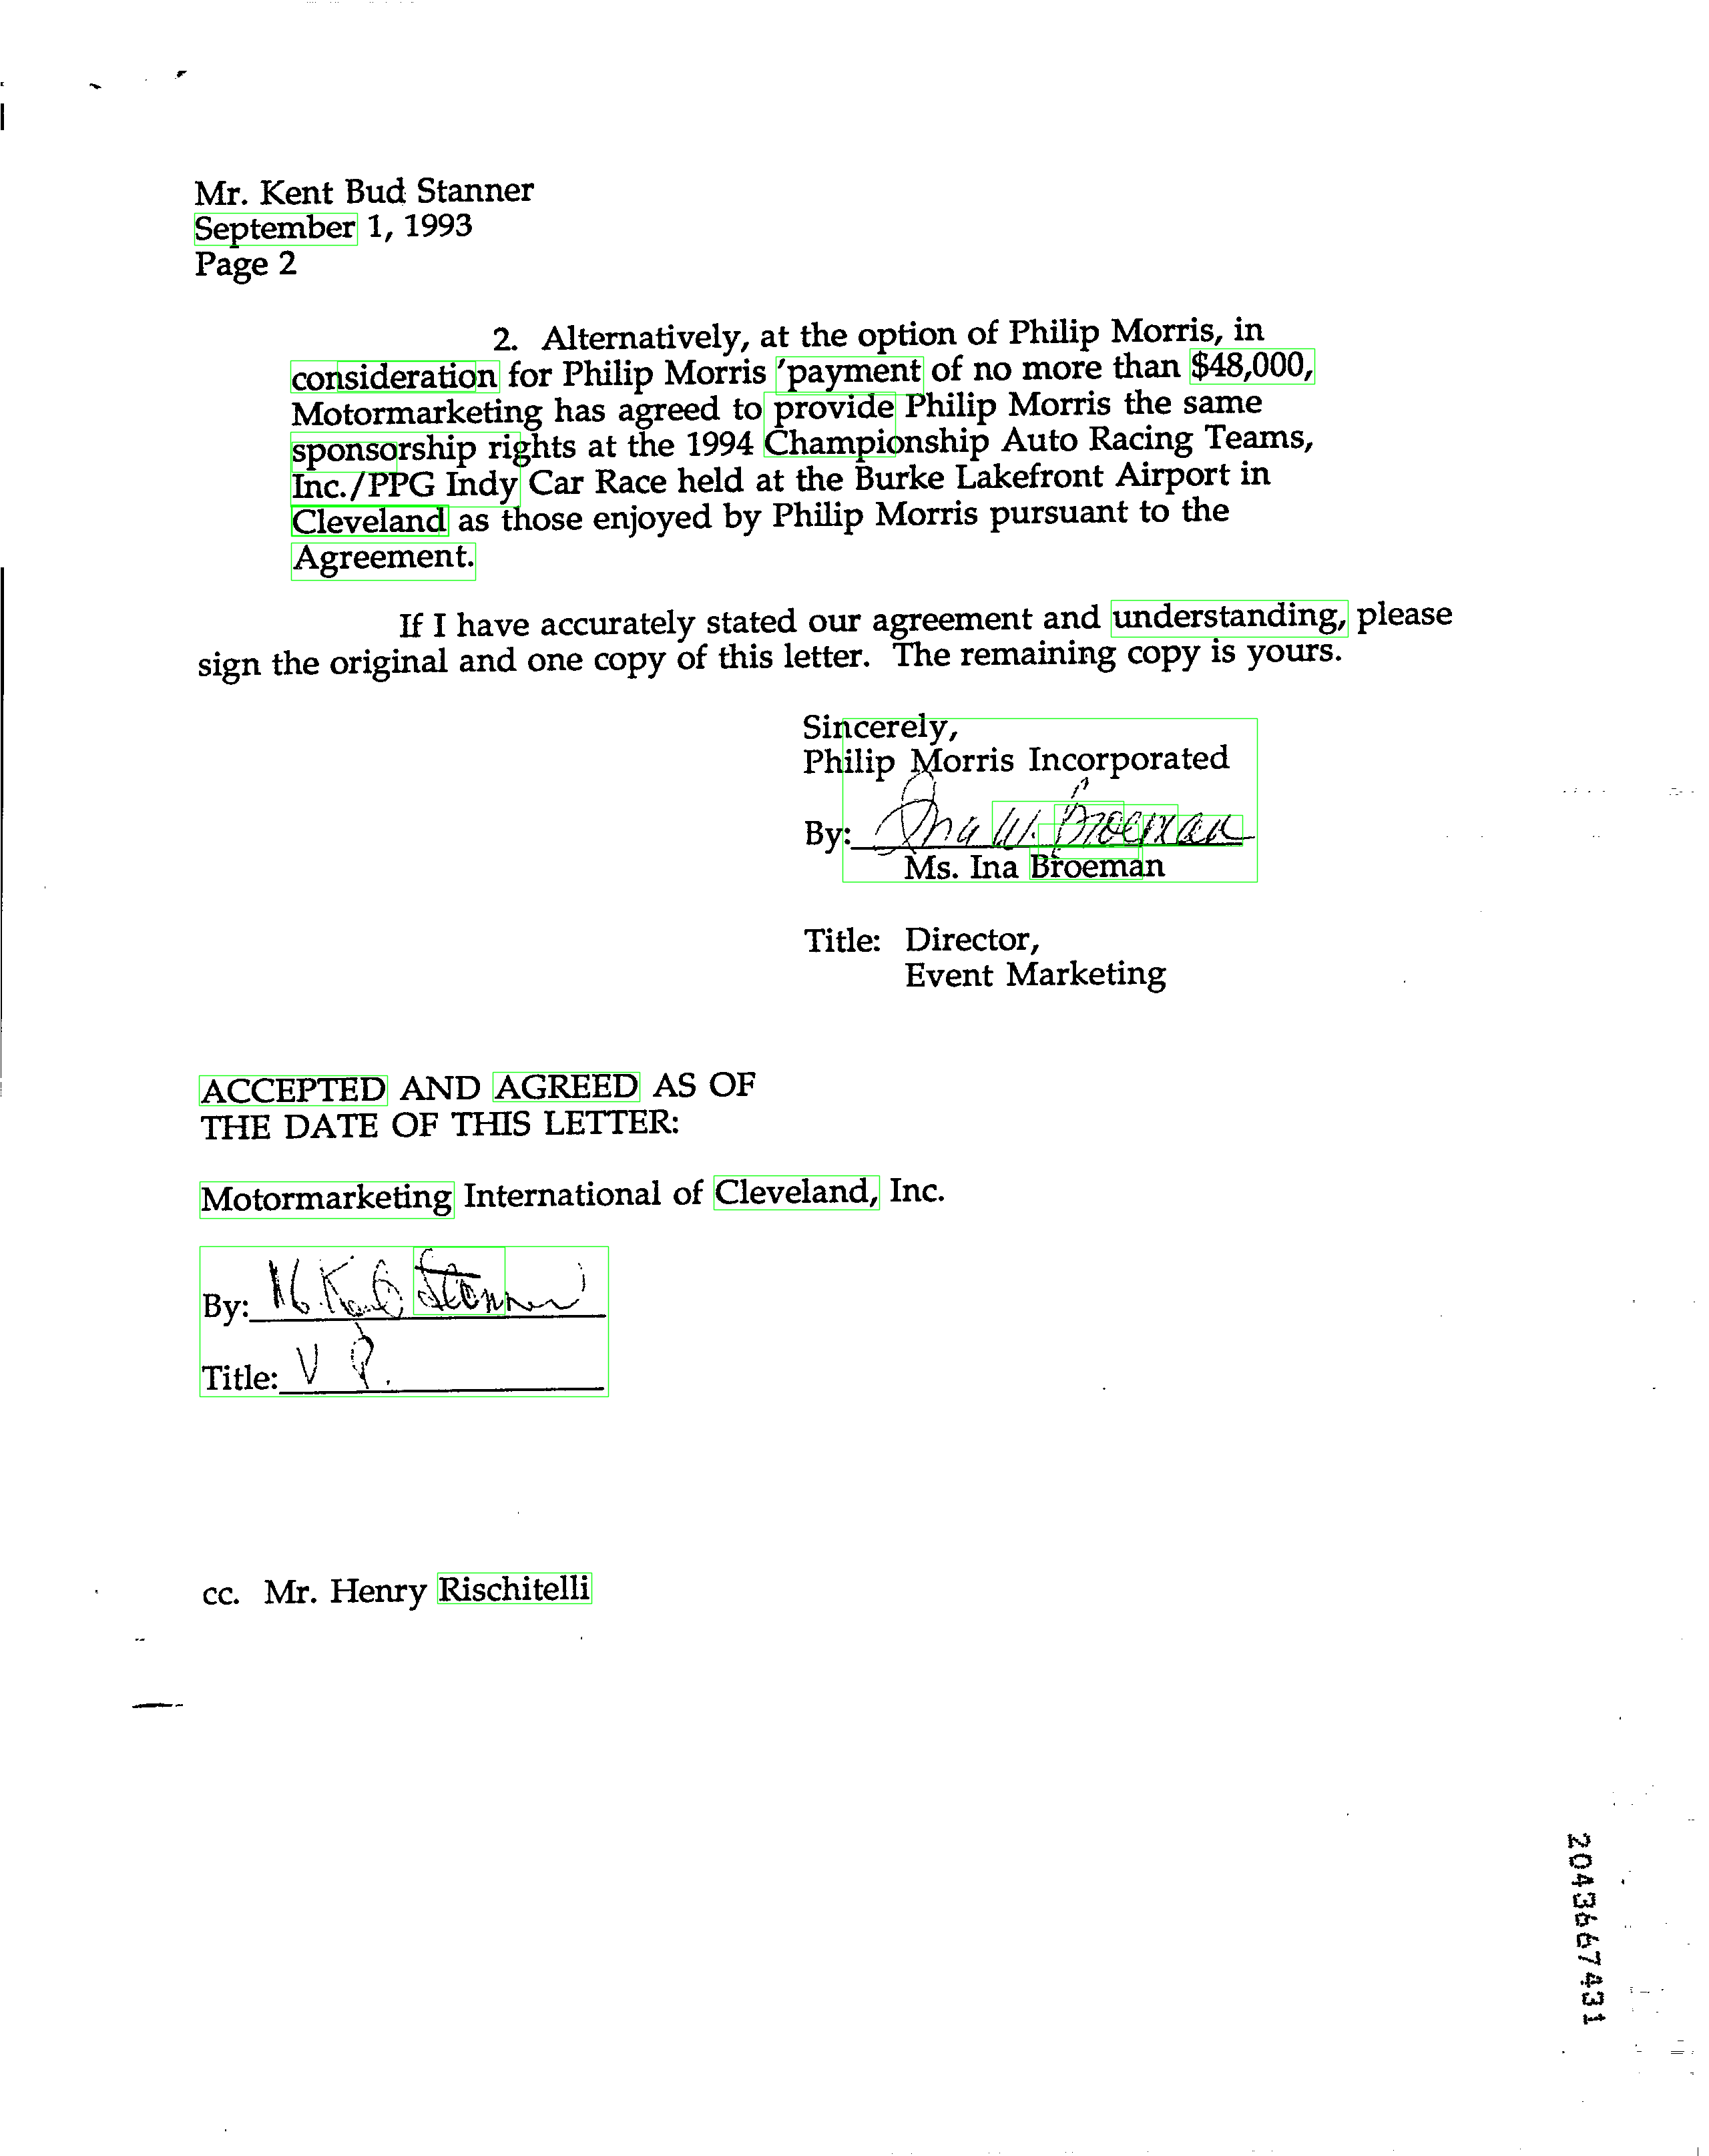 Mr. Kent Bud Stanner
September 1, 1993
Page 2
2. Alternatively, at the option of Philip Morris, in
consideration for Philip Morris 'payment of no more than $48,000,
Motormarketing has agreed to provide Philip Morris the same
sponsorship rights at the 1994 Championship Auto Racing Teams,
Inc./PPG Indy Car Race held at the Burke Lakefront Airport in
Cleveland as those enjoyed by Philip Morris pursuant to the
Agreement.
If I have accurately stated our agreement and understanding, please
sign the original and one copy of this letter. The remaining copy is yours.
Sincerely,
Philip Morris Incorporated
By: Ina W. Broeman
Ms. Ina Broeman
Title: Director,
Event Marketing
ACCEPTED AND AGREED AS OF
THE DATE OF THIS LETTER:
Motormarketing International of Cleveland, Inc.
By: M. Kent Stanner
Title: V P.
cc. Mr. Henry Rischitelli
2043667431